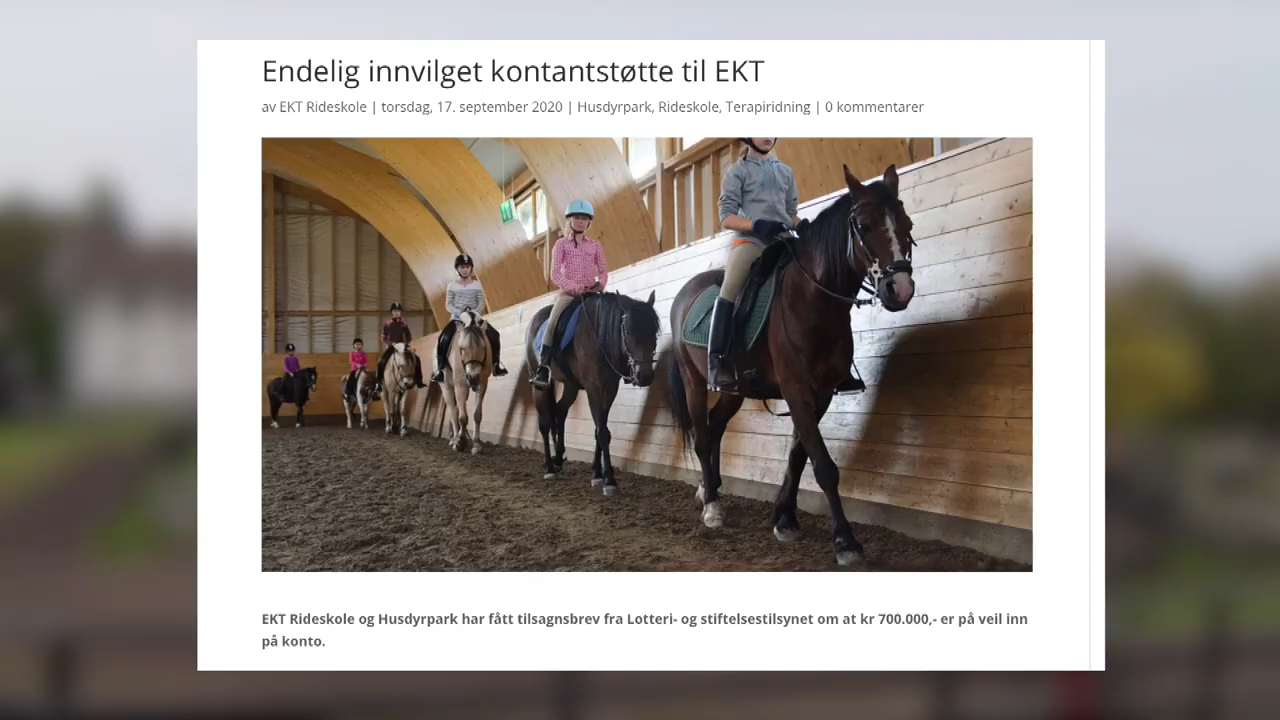 Endelig innvilget kontantstøtte til EKT
av EKT Rideskole | torsdag, 17. september 2020 | Husdyrpark, Rideskole, Terapiridning | 0 kommentarer
EKT Rideskole og Husdyrpark har fått tilsagnsbrev fra Lotteri- og stiftelsestilsynet om at kr 700.000,- er på veil inn
på konto.